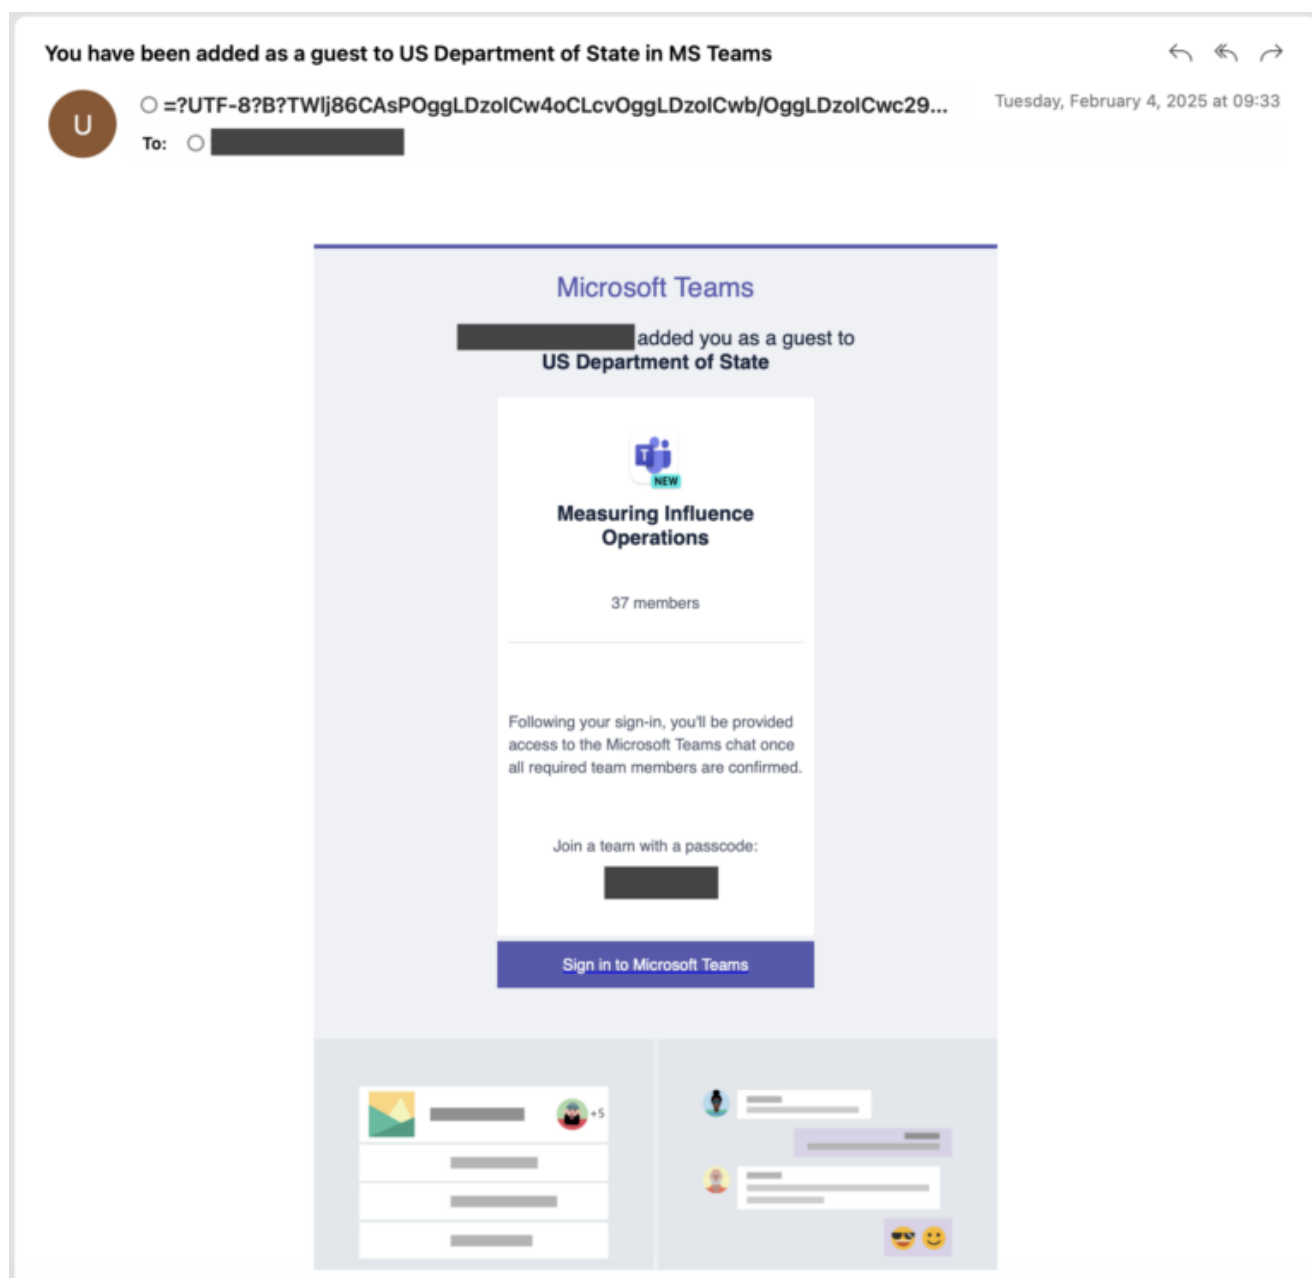 You have been added as a guest to US Department of State in MS Teams
=?UTF-8?B?TWlj86CAsPOggLDzoICw4oCLcvOggLDzoICwb/OggLDzoICwc29...
Tuesday, February 4, 2025 at 09:33
U
To:
Microsoft Teams
added you as a guest to
US Department of State
T
NEW
Measuring Influence
Operations
37 members
Following your sign-in, you'll be provided
access to the Microsoft Teams chat once
all required team members are confirmed.
Join a team with a passcode:
Sign in to Microsoft Teams
+5